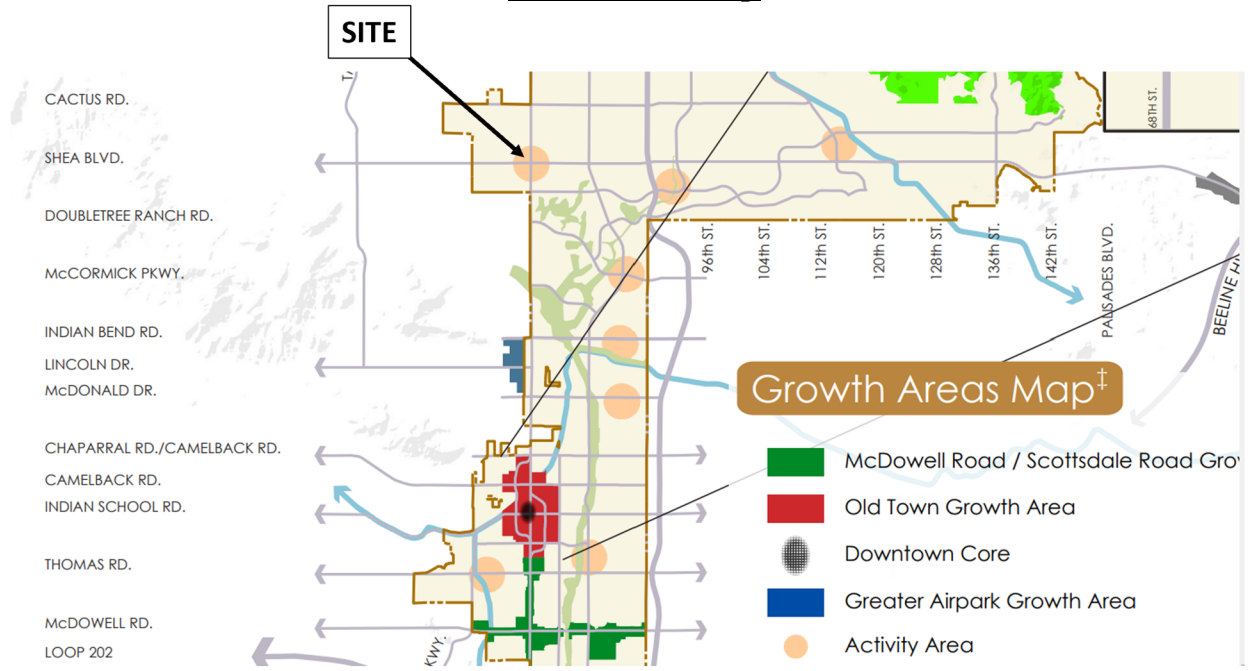 SITE
CACTUS RD.
SHEA BLVD.
DOUBLETREE RANCH RD.
McCORMICK PKWY.
INDIAN BEND RD.
LINCOLN DR.
McDONALD DR.
CHAPARRAL RD./CAMELBACK RD.
CAMELBACK RD.
INDIAN SCHOOL RD.
THOMAS RD.
McDOWELL RD.
LOOP 202
68TH ST.
96th ST.
104th ST.
112th ST.
120th ST.
128th ST.
136th ST.
142th ST.
PALISADES BLVD.
BEELINE
KWY.
Growth Areas Map‡
McDowell Road / Scottsdale Road
Old Town Growth Area
Downtown Core
Greater Airpark Growth Area
Activity Area